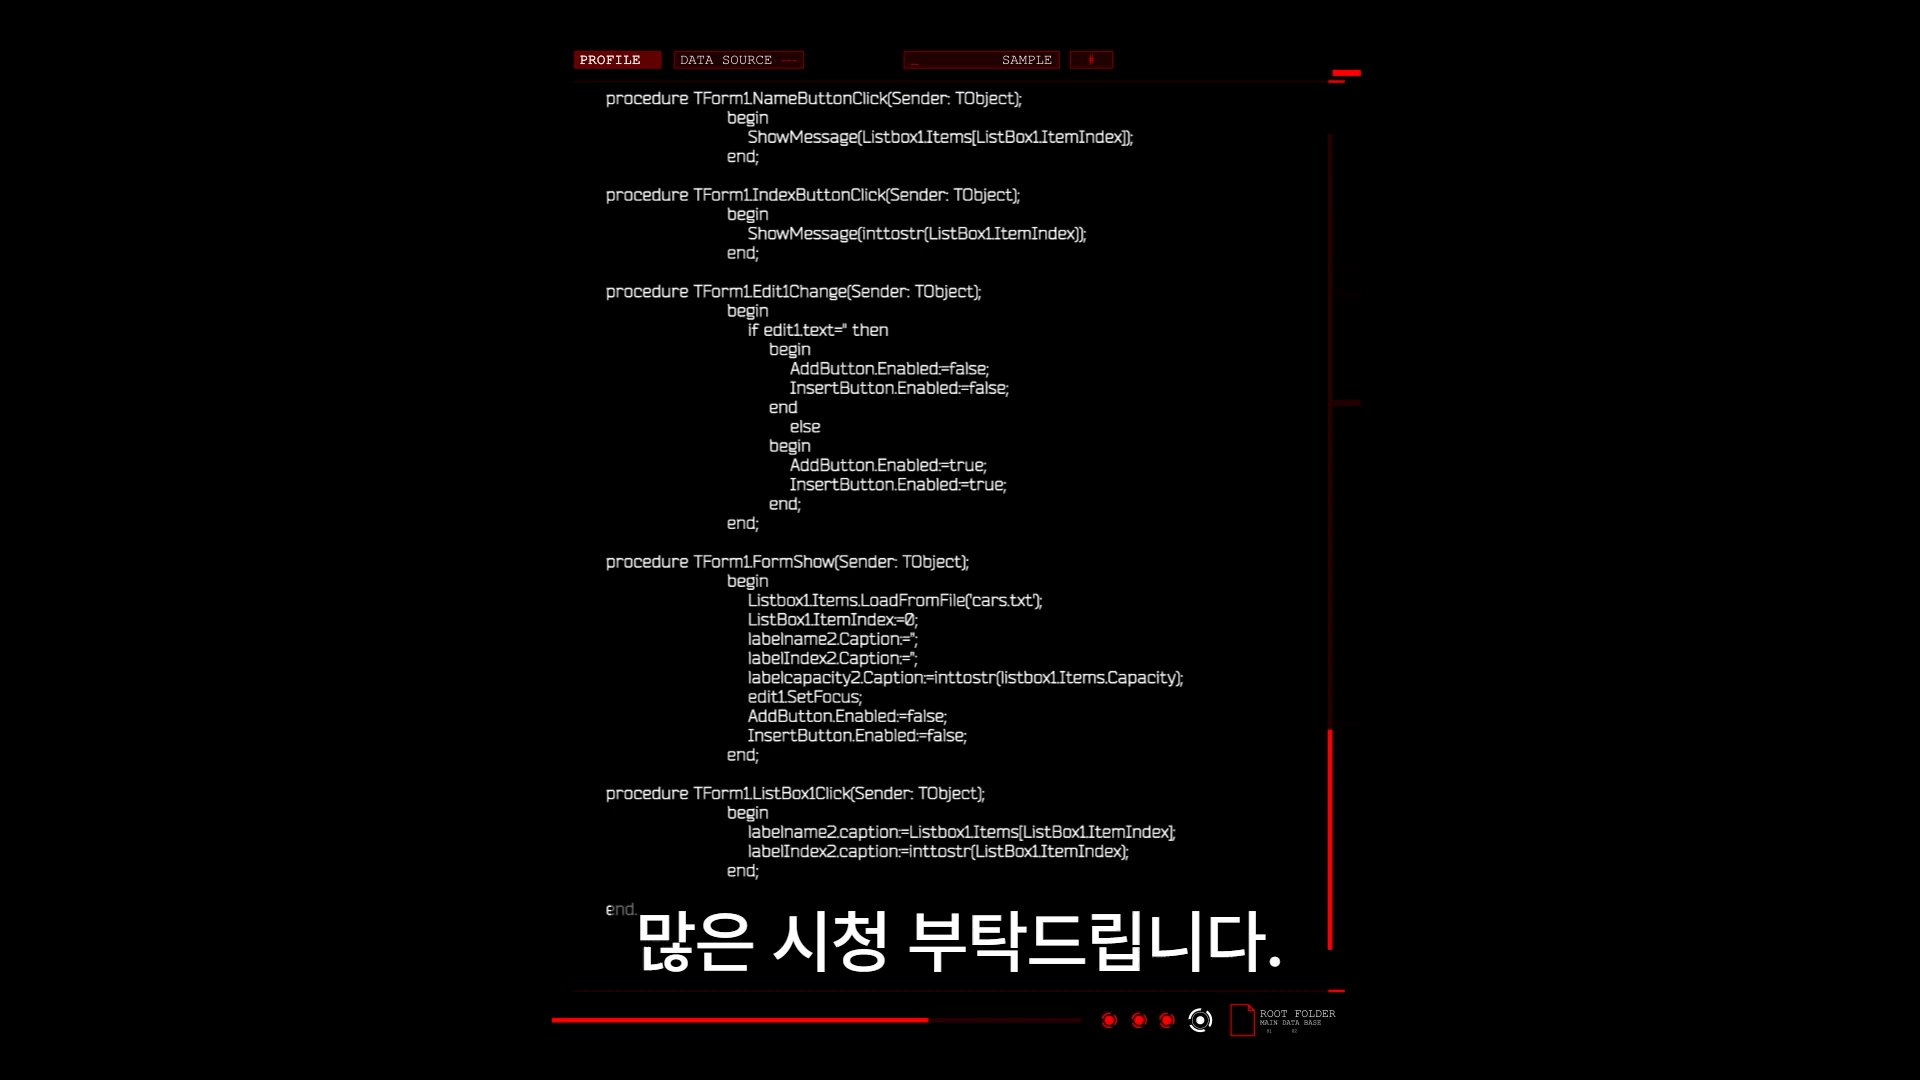 PROFILE
DATA SOURCE ---
_ SAMPLE
#
procedure TForm1.NameButtonClick(Sender: TObject);
begin
ShowMessage(Listbox1.Items[ListBox1.ItemIndex]);
end;
procedure TForm1.IndexButtonClick(Sender: TObject);
begin
ShowMessage(inttostr(ListBox1.ItemIndex));
end;
procedure TForm1.Edit1Change(Sender: TObject);
begin
if edit1.text='' then
begin
AddButton.Enabled:=false;
InsertButton.Enabled:=false;
end
else
begin
AddButton.Enabled:=true;
InsertButton.Enabled:=true;
end;
end;
procedure TForm1.FormShow(Sender: TObject);
begin
Listbox1.Items.LoadFromFile('cars.txt');
ListBox1.ItemIndex:=0;
labelname2.Caption:='';
labelIndex2.Caption:='';
labelcapacity2.Caption:=inttostr(listbox1.Items.Capacity);
edit1.SetFocus;
AddButton.Enabled:=false;
InsertButton.Enabled:=false;
end;
procedure TForm1.ListBox1Click(Sender: TObject);
begin
labelname2.caption:=Listbox1.Items[ListBox1.ItemIndex];
labelIndex2.caption:=inttostr(ListBox1.ItemIndex);
end;
end.
많은 시청 부탁드립니다.
ROOT FOLDER
MAIN DATA BASE